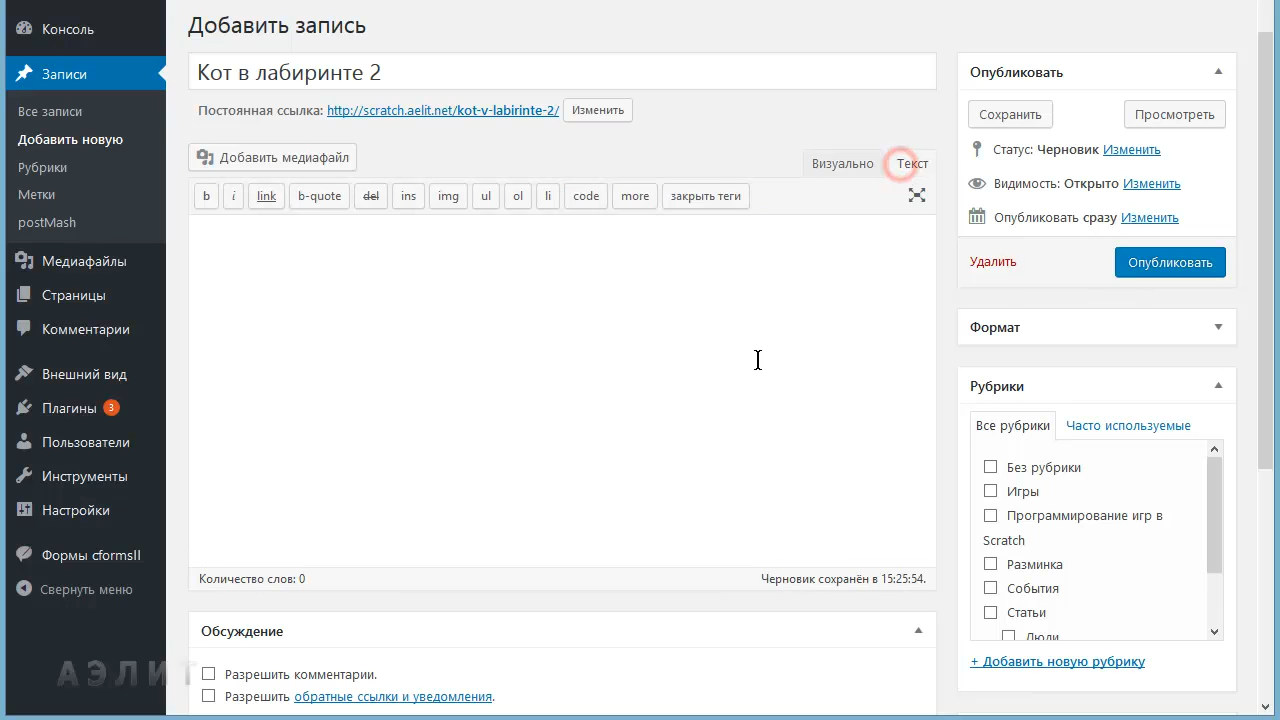 Консоль
Записи
Все записи
Добавить новую
Рубрики
Метки
postMash
Медиафайлы
Страницы
Комментарии
Внешний вид
Плагины 3
Пользователи
Инструменты
Настройки
Формы cformsII
Свернуть меню
АЭЛИТ
Добавить запись
Кот в лабиринте 2
Постоянная ссылка: http://scratch.aelit.net/kot-v-labirinte-2/ Изменить
Добавить медиафайл
Визуально Текст
b i link b-quote del ins img ul ol li code more закрыть теги
Количество слов: 0 Черновик сохранён в 15:25:54.
Обсуждение
Разрешить комментарии.
Разрешить обратные ссылки и уведомления.
Опубликовать
Сохранить Просмотреть
Статус: Черновик Изменить
Видимость: Открыто Изменить
Опубликовать сразу Изменить
Удалить Опубликовать
Формат
Рубрики
Все рубрики Часто используемые
Без рубрики
Игры
Программирование игр в
Scratch
Разминка
События
Статьи
Люди
+ Добавить новую рубрику